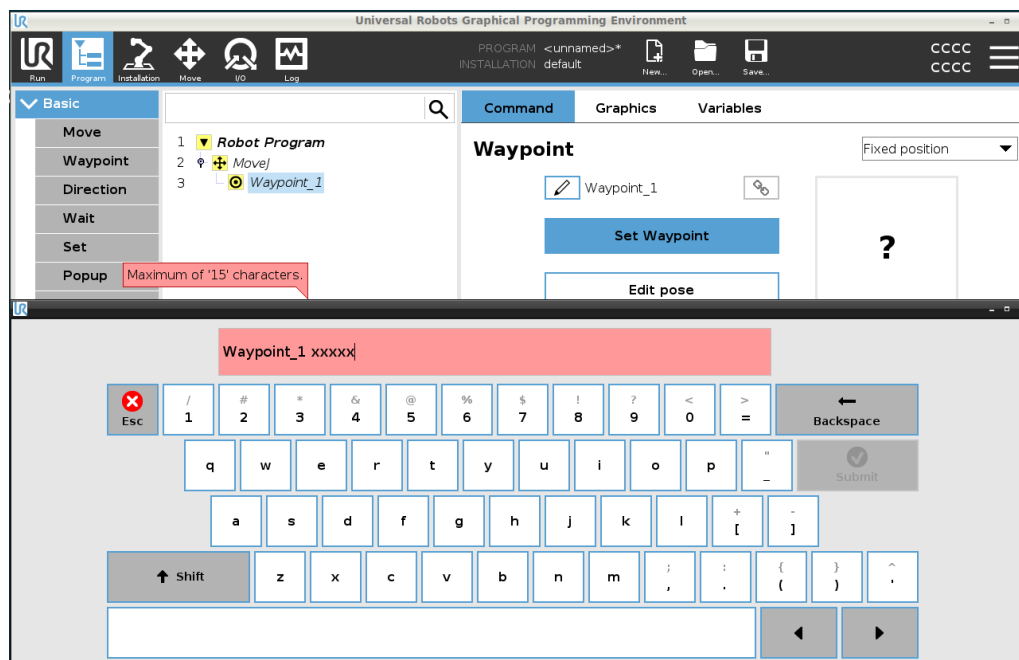 UR Universal Robots Graphical Programming Environment
UR
Run Program Installation Move I/O Log
PROGRAM <unnamed>*
INSTALLATION default
New... Open... Save...
CCCC
CCCC
Basic
Move
Waypoint
Direction
Wait
Set
Popup
1 Robot Program
2 MoveJ
3 Waypoint_1
Maximum of '15' characters.
Command Graphics Variables
Waypoint
Fixed position
Waypoint_1
Set Waypoint
?
Edit pose
UR
Waypoint_1 xxxxx
Esc / 1 # 2 * 3 & 4 @ 5 % 6 $ 7 ! 8 ? 9 < 0 > = Backspace
q w e r t y u i o p " _ Submit
a s d f g h j k l + [ - ]
Shift z x c v b n m ; , : . { ( } ) ^ '